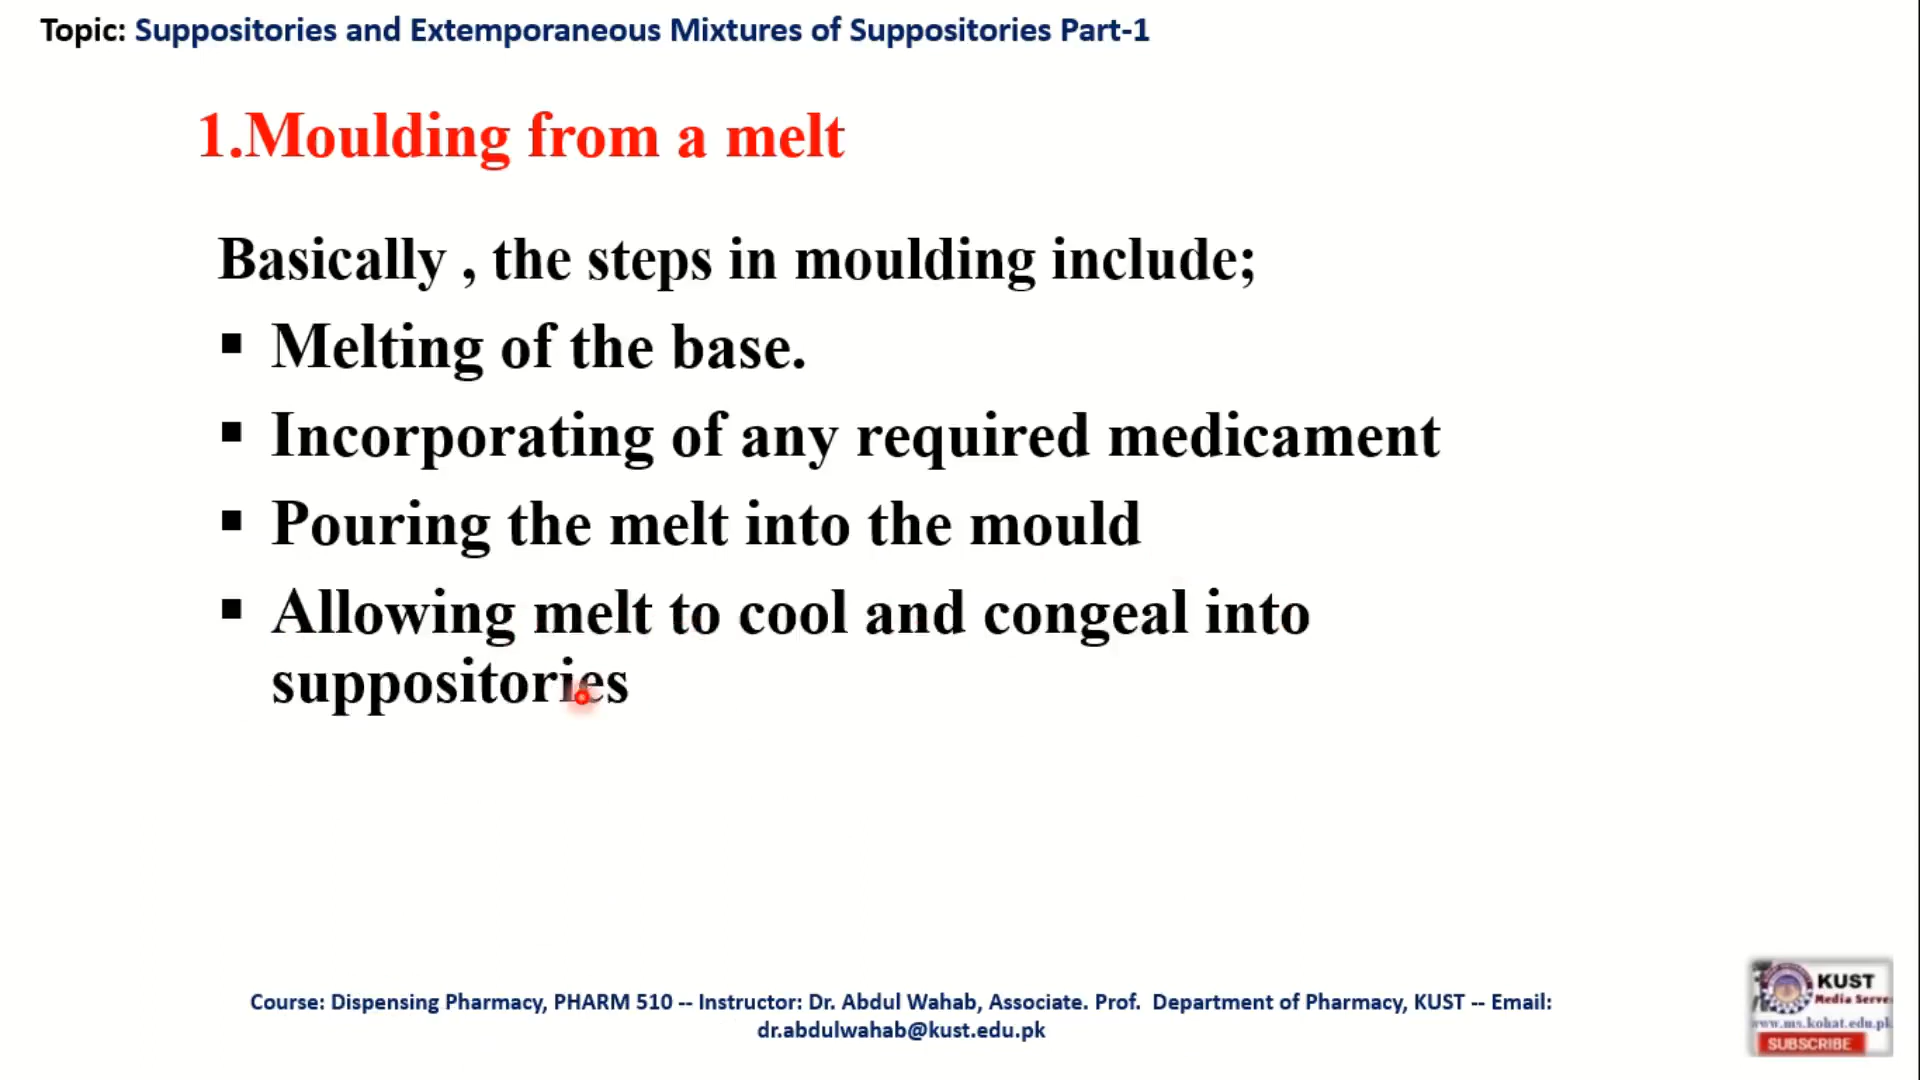 Topic: Suppositories and Extemporaneous Mixtures of Suppositories Part-1
1.Moulding from a melt
Basically , the steps in moulding include;
▪ Melting of the base.
▪ Incorporating of any required medicament
▪ Pouring the melt into the mould
▪ Allowing melt to cool and congeal into
suppositories
Course: Dispensing Pharmacy, PHARM 510 -- Instructor: Dr. Abdul Wahab, Associate. Prof. Department of Pharmacy, KUST -- Email:
dr.abdulwahab@kust.edu.pk
KUST
Media Serve
www.ms.kohat.edu.pk
SUBSCRIBE